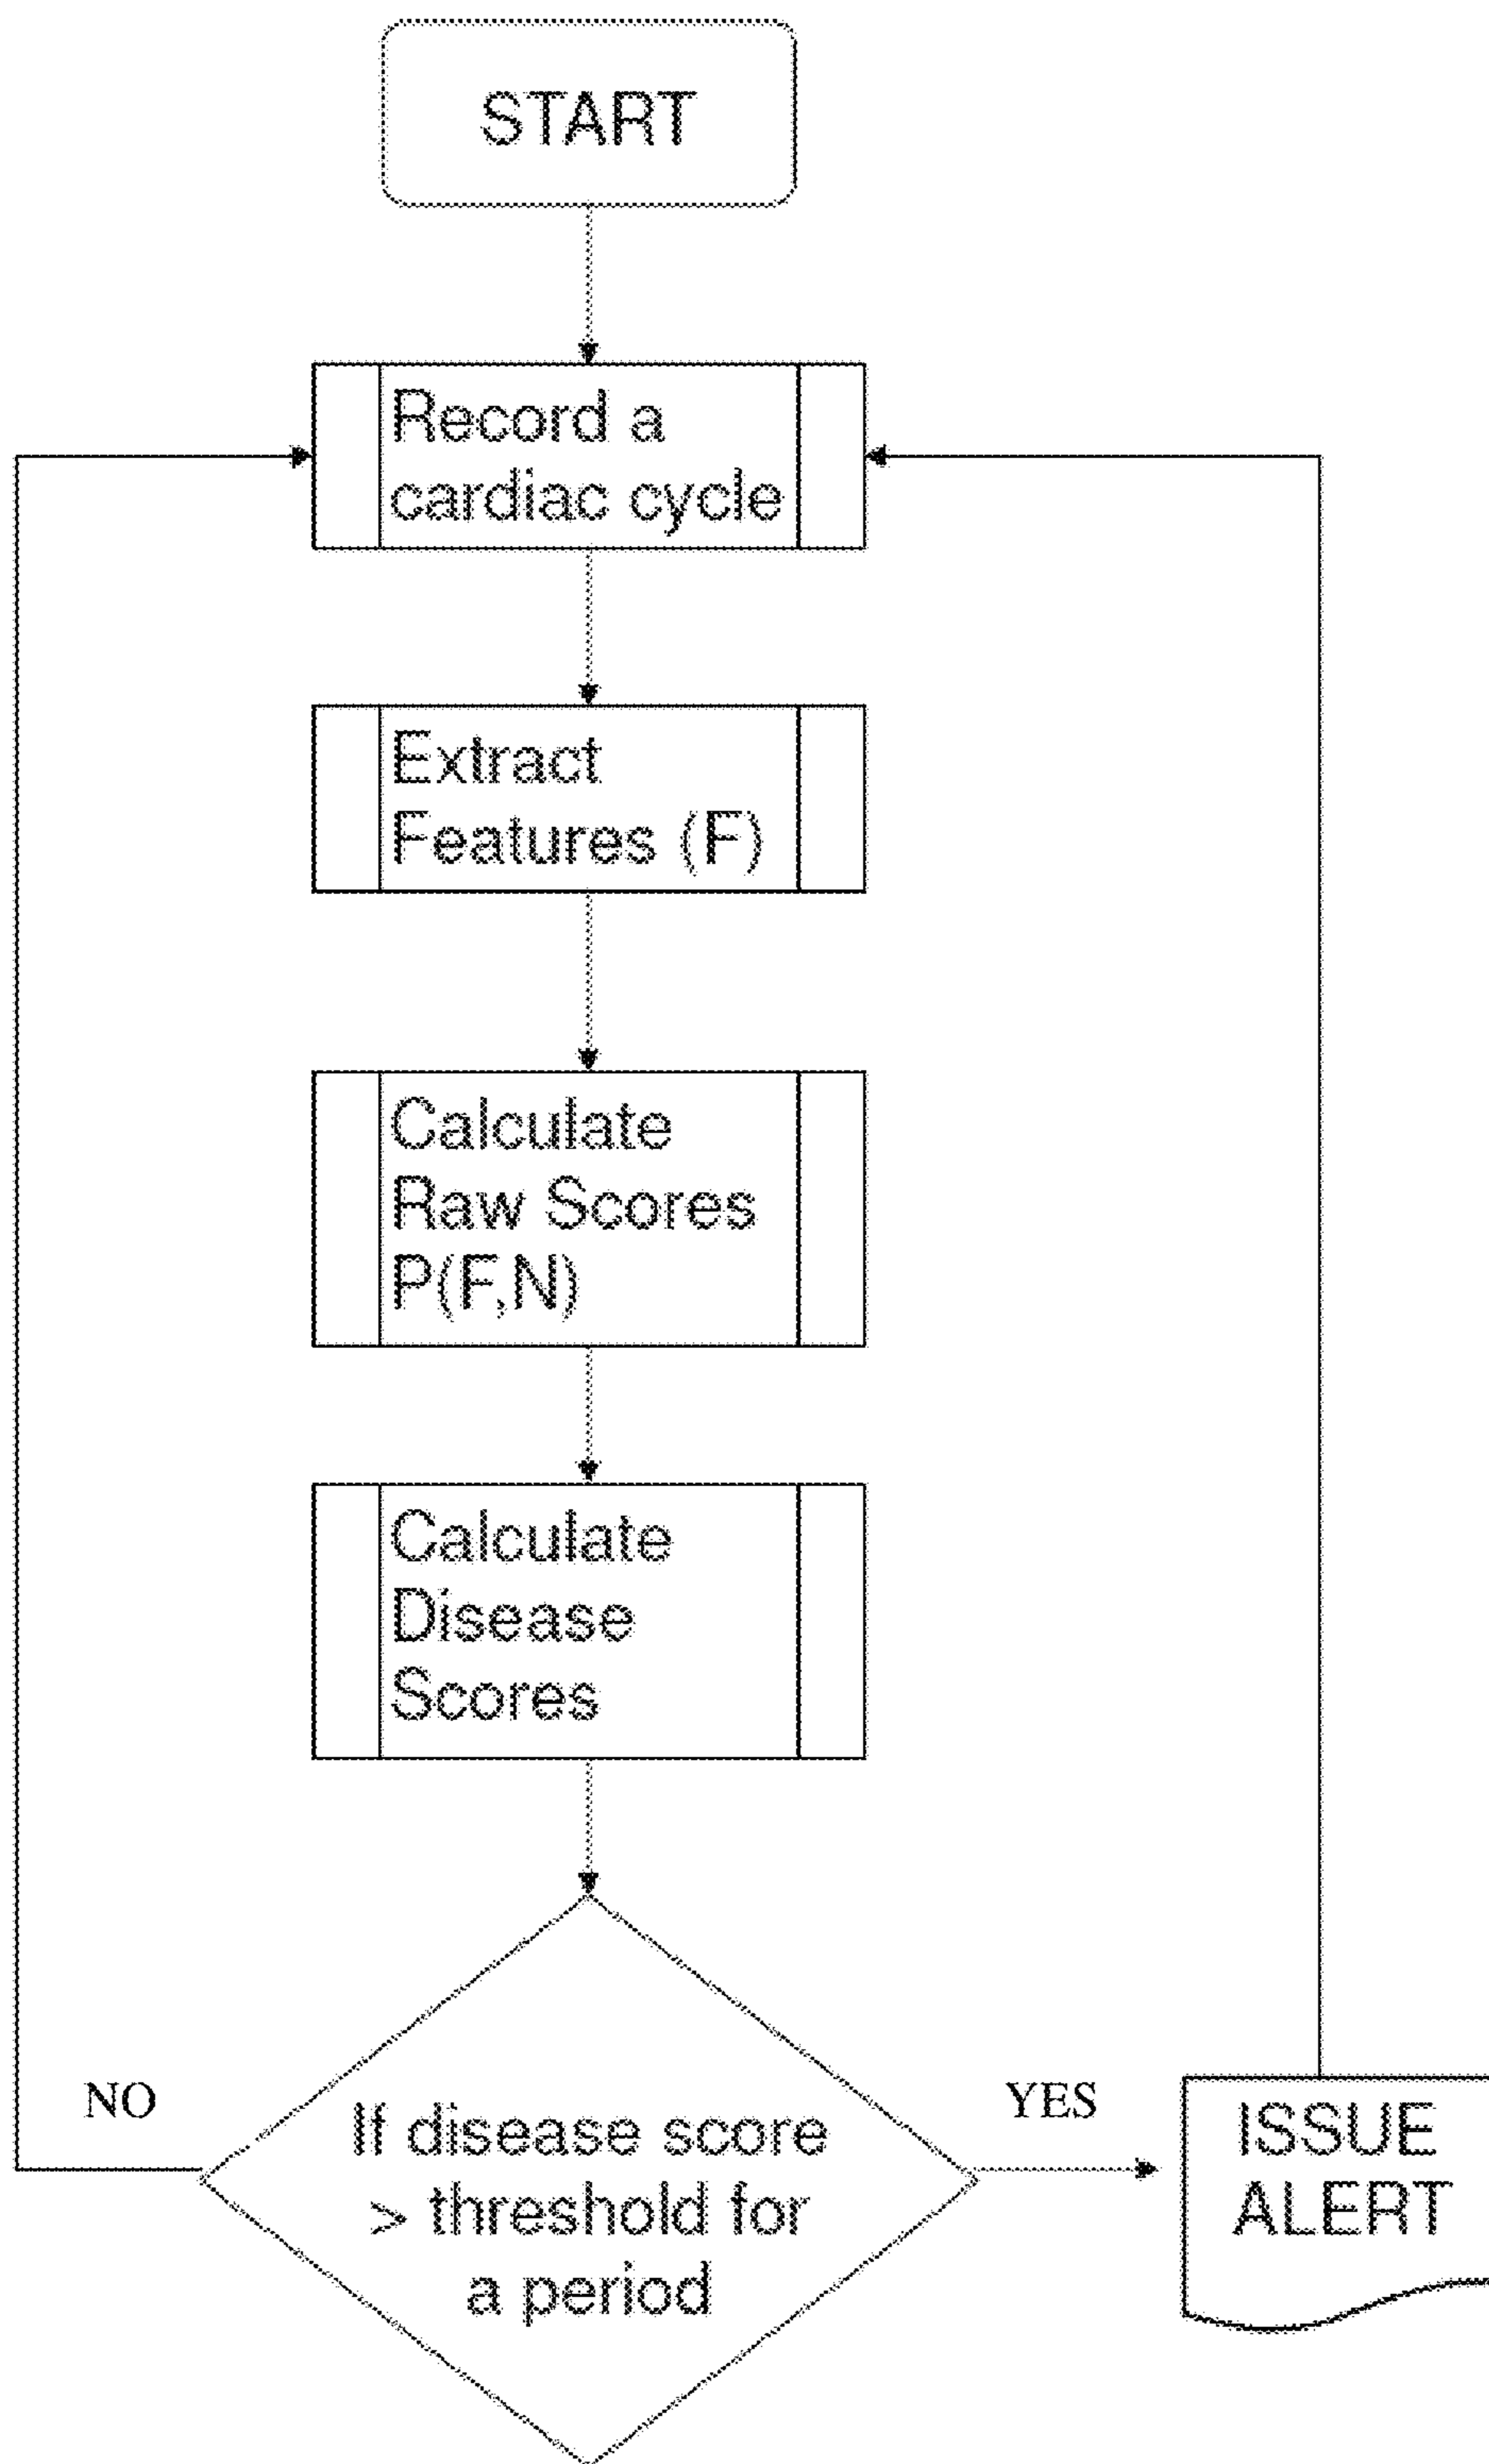 START
Record a
cardiac cycle
Extract
Features (F)
Calculate
Raw Scores
P(F,N)
Calculate
Disease
Scores
If disease score
> threshold for
a period
NO
YES
ISSUE
ALERT